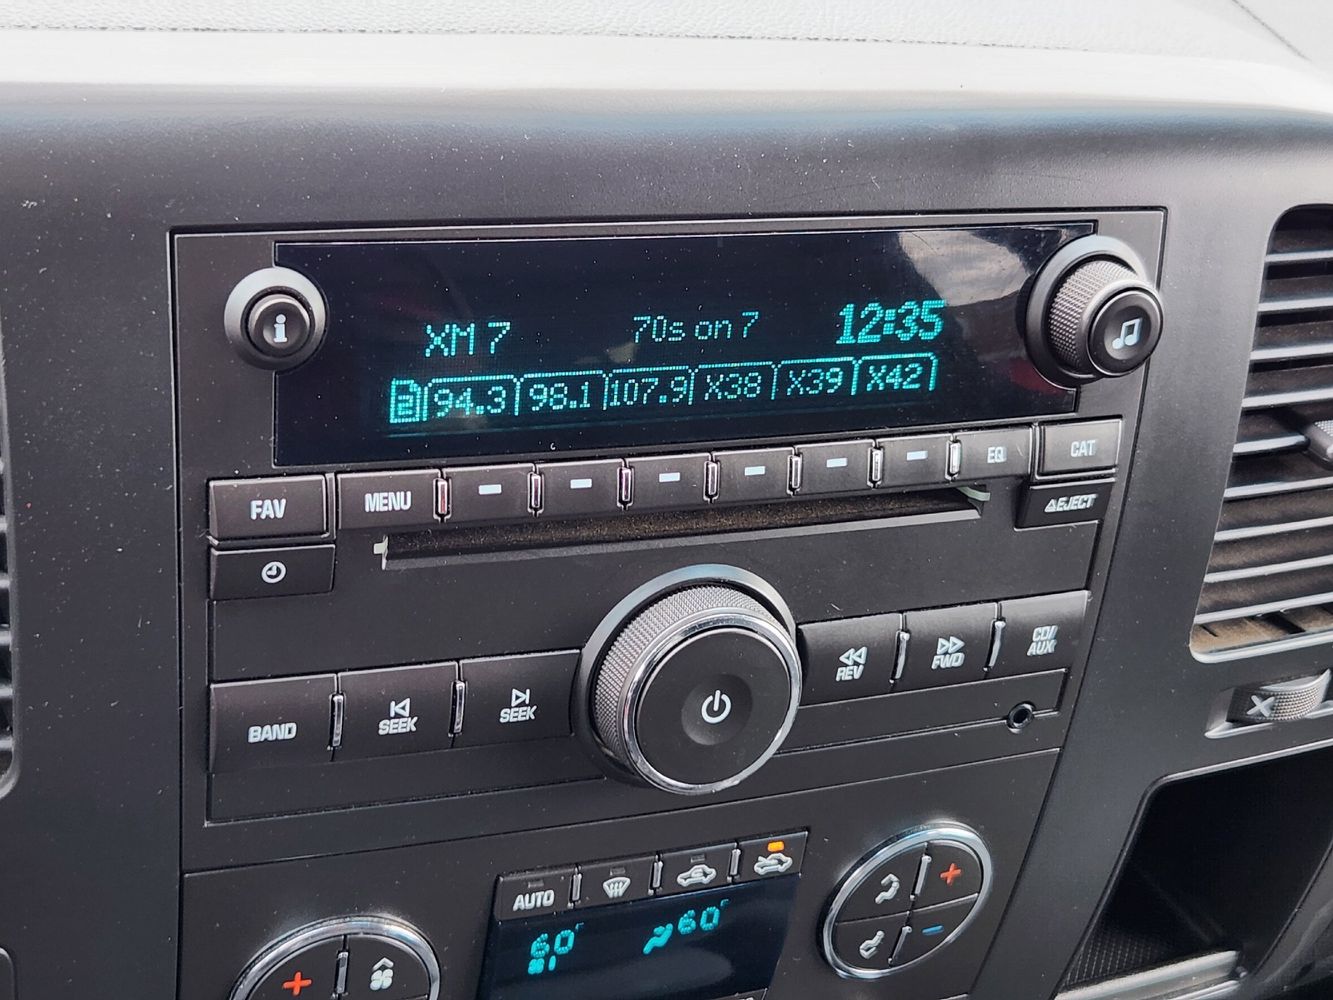 i
XM 7 70s on 7 12:35
2 94.3 98.1 107.9 X38 X39 X42
FAV MENU EQ CAT
EJECT
BAND SEEK SEEK REV FWD CD/AUX
AUTO
60° 60°